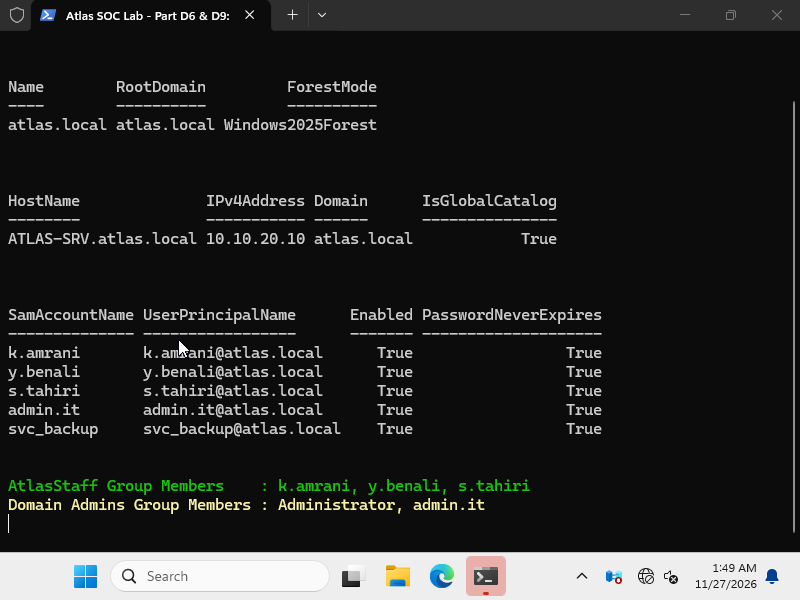 Atlas SOC Lab - Part D6 & D9:
Name RootDomain ForestMode
---- ---------- ----------
atlas.local atlas.local Windows2025Forest
HostName IPv4Address Domain IsGlobalCatalog
-------- ----------- ------ ---------------
ATLAS-SRV.atlas.local 10.10.20.10 atlas.local True
SamAccountName UserPrincipalName Enabled PasswordNeverExpires
-------------- ----------------- ------- --------------------
k.amrani k.amrani@atlas.local True True
y.benali y.benali@atlas.local True True
s.tahiri s.tahiri@atlas.local True True
admin.it admin.it@atlas.local True True
svc_backup svc_backup@atlas.local True True
AtlasStaff Group Members : k.amrani, y.benali, s.tahiri
Domain Admins Group Members : Administrator, admin.it
Search
1:49 AM
11/27/2026